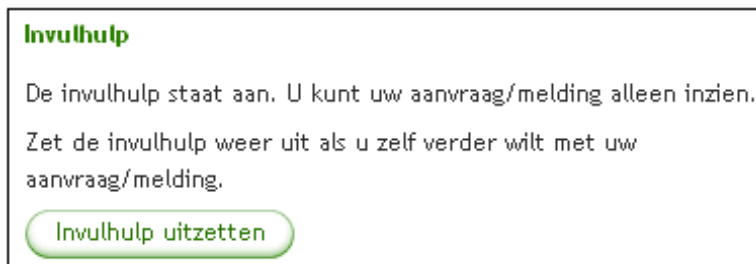 Invulhulp
De invulhulp staat aan. U kunt uw aanvraag/melding alleen inzien.
Zet de invulhulp weer uit als u zelf verder wilt met uw
aanvraag/melding.
Invulhulp uitzetten